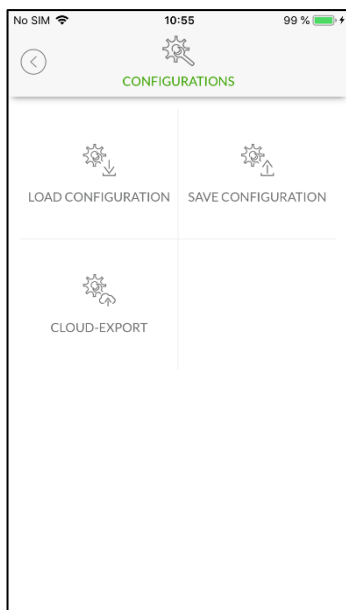 No SIM 10:55 99 %
CONFIGURATIONS
LOAD CONFIGURATION SAVE CONFIGURATION
CLOUD-EXPORT